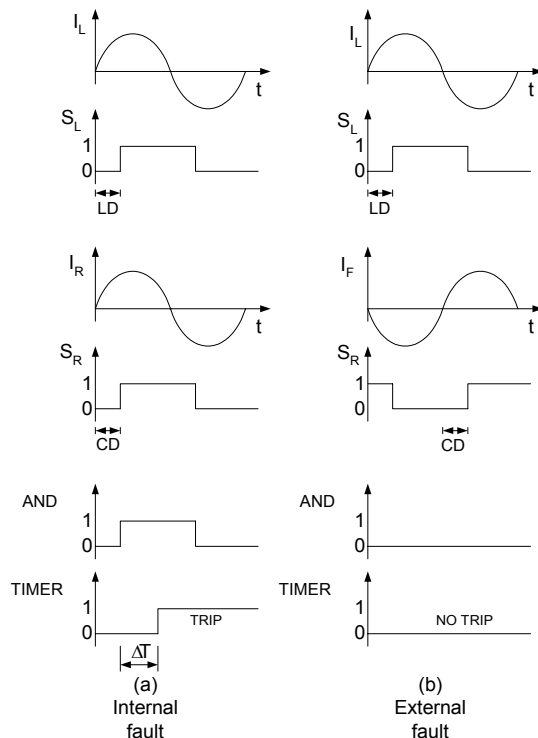 I_L
t
S_L
1
0
LD
I_R
t
S_R
1
0
CD
AND
1
0
TIMER
1
0
TRIP
ΔT
(a)
Internal
fault
I_L
t
S_L
1
0
LD
I_F
t
S_R
1
0
CD
AND
1
0
TIMER
1
0
NO TRIP
(b)
External
fault